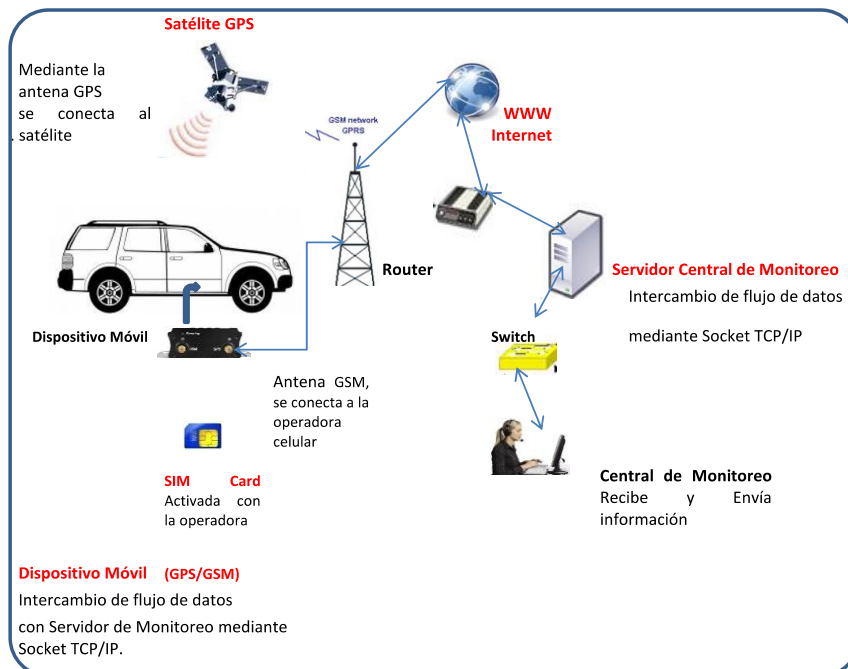 Satélite GPS
Mediante la
antena GPS
se conecta al
. satélite
GSM network
GPRS
WWW
Internet
Router
Servidor Central de Monitoreo
Intercambio de flujo de datos
mediante Socket TCP/IP
Dispositivo Móvil
Switch
Antena GSM,
se conecta a la
operadora
celular
SIM Card
Activada con
la operadora
Central de Monitoreo
Recibe y Envía
información
Dispositivo Móvil (GPS/GSM)
Intercambio de flujo de datos
con Servidor de Monitoreo mediante
Socket TCP/IP.